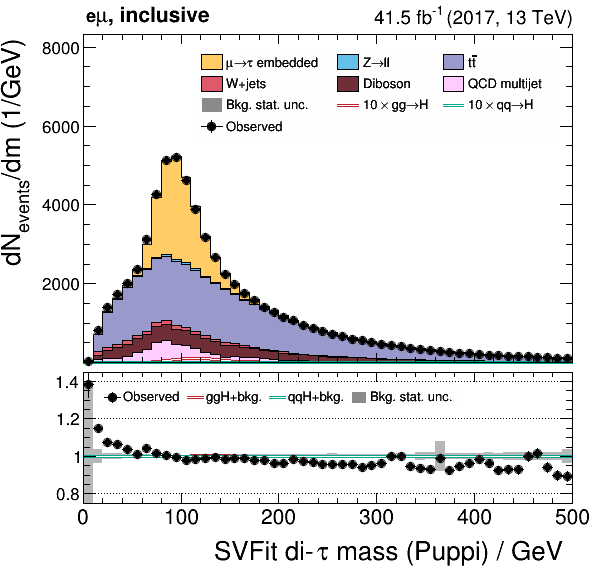 eμ, inclusive 41.5 fb⁻¹ (2017, 13 TeV)
dN_events/dm (1/GeV)
8000
6000
4000
2000
μ→τ embedded Z→ll tt̄
W+jets Diboson QCD multijet
Bkg. stat. unc. 10 × gg→H 10 × qq→H
Observed
1.4
1.2
1
0.8
Observed ggH+bkg. qqH+bkg. Bkg. stat. unc.
0 100 200 300 400 500
SVFit di-τ mass (Puppi) / GeV